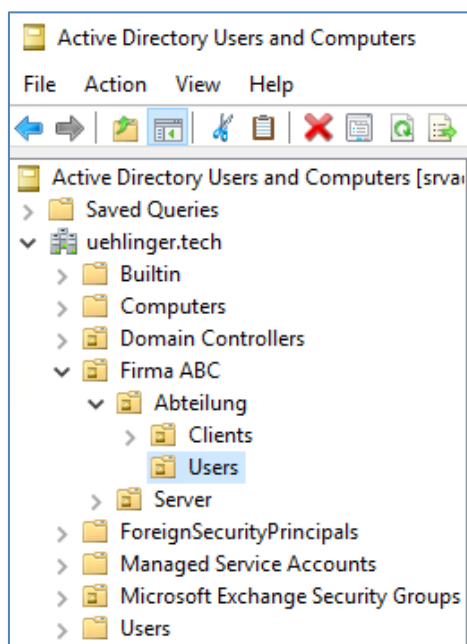 Active Directory Users and Computers
File Action View Help
Active Directory Users and Computers [srva
Saved Queries
uehlinger.tech
Builtin
Computers
Domain Controllers
Firma ABC
Abteilung
Clients
Users
Server
ForeignSecurityPrincipals
Managed Service Accounts
Microsoft Exchange Security Groups
Users